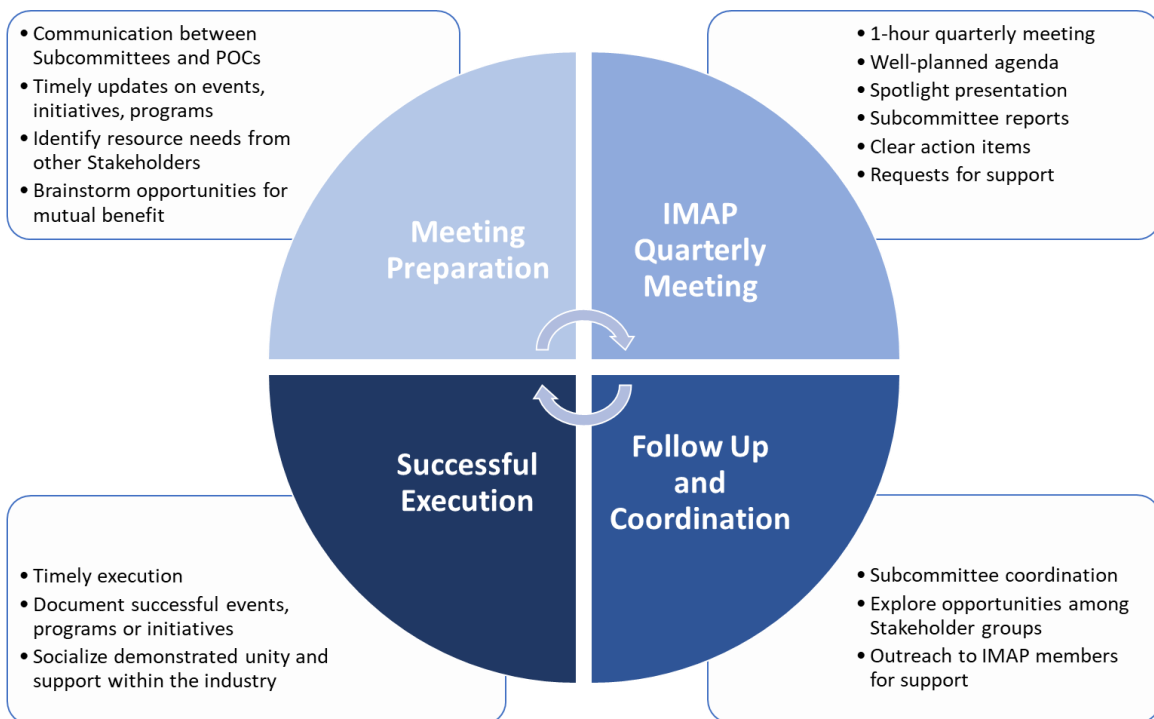 • Communication between
Subcommittees and POCs
• Timely updates on events,
initiatives, programs
• Identify resource needs from
other Stakeholders
• Brainstorm opportunities for
mutual benefit
Meeting
Preparation
• 1-hour quarterly meeting
• Well-planned agenda
• Spotlight presentation
• Subcommittee reports
• Clear action items
• Requests for support
IMAP
Quarterly
Meeting
Successful
Execution
• Timely execution
• Document successful events,
programs or initiatives
• Socialize demonstrated unity and
support within the industry
Follow Up
and
Coordination
• Subcommittee coordination
• Explore opportunities among
Stakeholder groups
• Outreach to IMAP members
for support